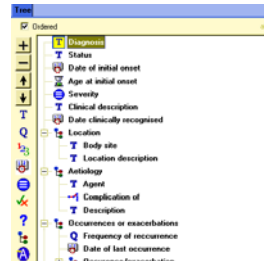 Tree
Ordered
Diagnosis
Status
Date of initial onset
Age at initial onset
Severity
Clinical description
Date clinically recognised
Location
Body site
Location description
Aetiology
Agent
Complication of
Description
Occurrences or exacerbations
Frequency of reccurrence
Date of last occurrence